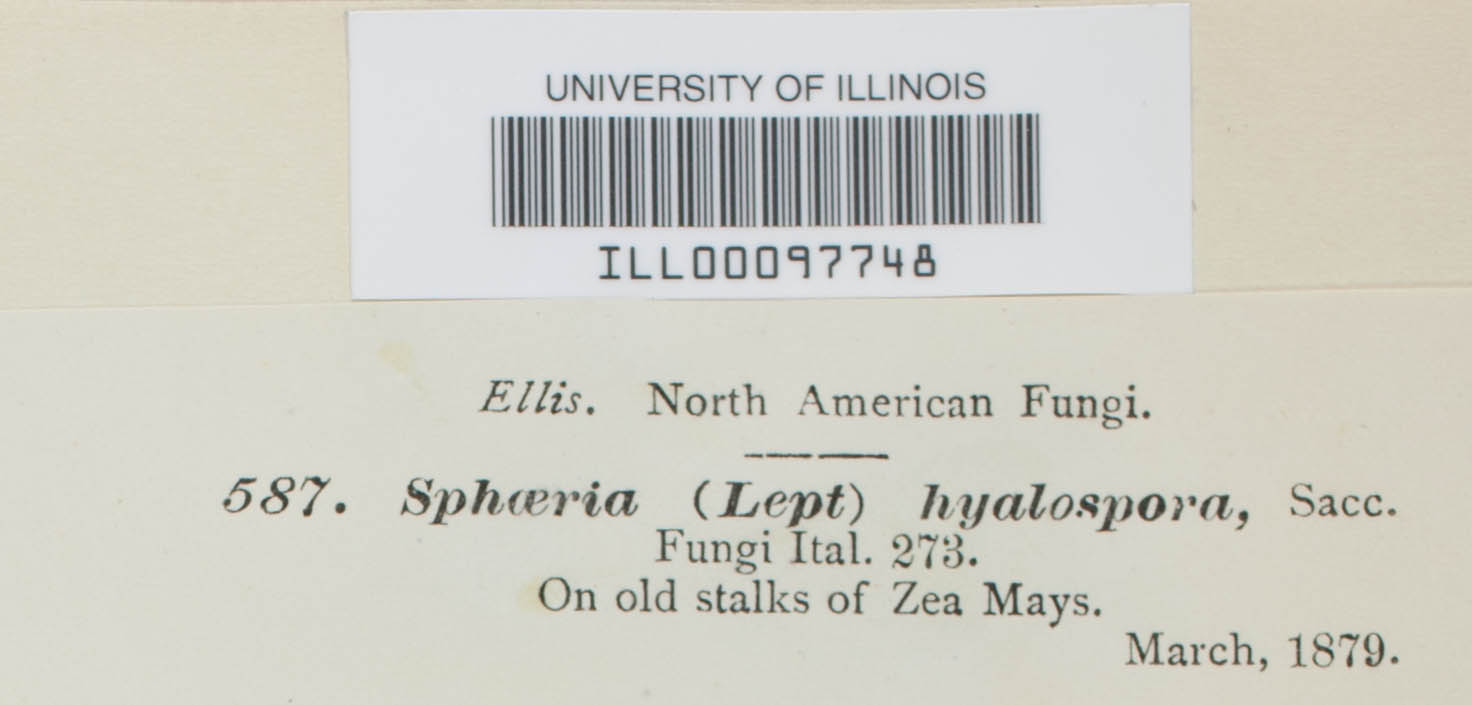 UNIVERSITY OF ILLINOIS
ILL00097748
Ellis. North American Fungi.
587. Sphæria (Lept) hyalospora, Sacc.
Fungi Ital. 273.
On old stalks of Zea Mays.
March, 1879.